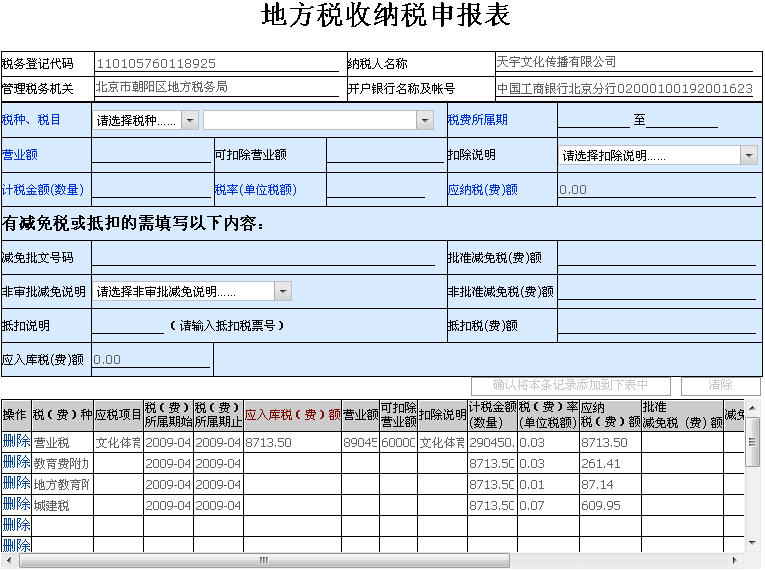 地方税收纳税申报表
税务登记代码 110105760118925 纳税人名称 天宇文化传播有限公司
管理税务机关 北京市朝阳区地方税务局 开户银行名称及帐号 中国工商银行北京分行02000100192001623
税种、税目 请选择税种...... 税费所属期 至
营业额 可扣除营业额 扣除说明 请选择扣除说明......
计税金额(数量) 税率(单位税额) 应纳税(费)额 0.00
有减免税或抵扣的需填写以下内容:
减免批文号码 批准减免税(费)额
非审批减免说明 请选择非审批减免说明...... 非批准减免税(费)额
抵扣说明 (请输入抵扣税票号) 抵扣税(费)额
应入库税(费)额 0.00
确认将本条记录添加到下表中 清除
操作 税(费)种 应税项目 税(费)所属期始 税(费)所属期止 应入库税(费)额 营业额 可扣除营业额 扣除说明 计税金额(数量) 税(费)率(单位税额) 应纳税(费)额 批准减免税(费)额 减免
删除 营业税 文化体育 2009-04 2009-04 8713.50 89045 60000 文化体育 290450. 0.03 8713.50
删除 教育费附加 2009-04 2009-04 8713.50 0.03 261.41
删除 地方教育附 2009-04 2009-04 8713.50 0.01 87.14
删除 城建税 2009-04 2009-04 8713.50 0.07 609.95
删除
删除